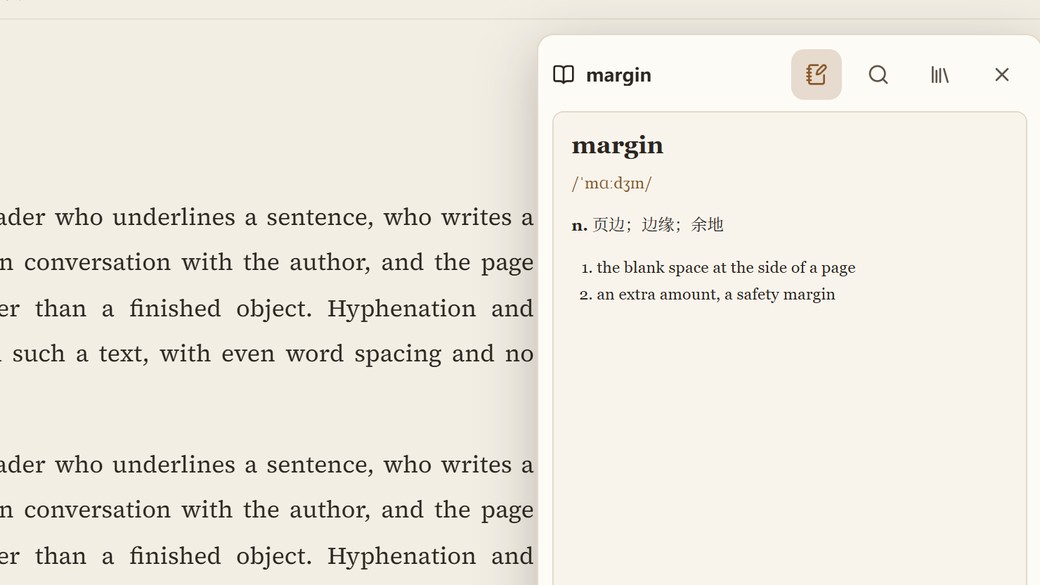 ader who underlines a sentence, who writes a
n conversation with the author, and the page
er than a finished object. Hyphenation and
such a text, with even word spacing and no
ader who underlines a sentence, who writes a
n conversation with the author, and the page
er than a finished object. Hyphenation and
margin
margin
/ˈmɑːdʒɪn/
n. 页边；边缘；余地
1. the blank space at the side of a page
2. an extra amount, a safety margin